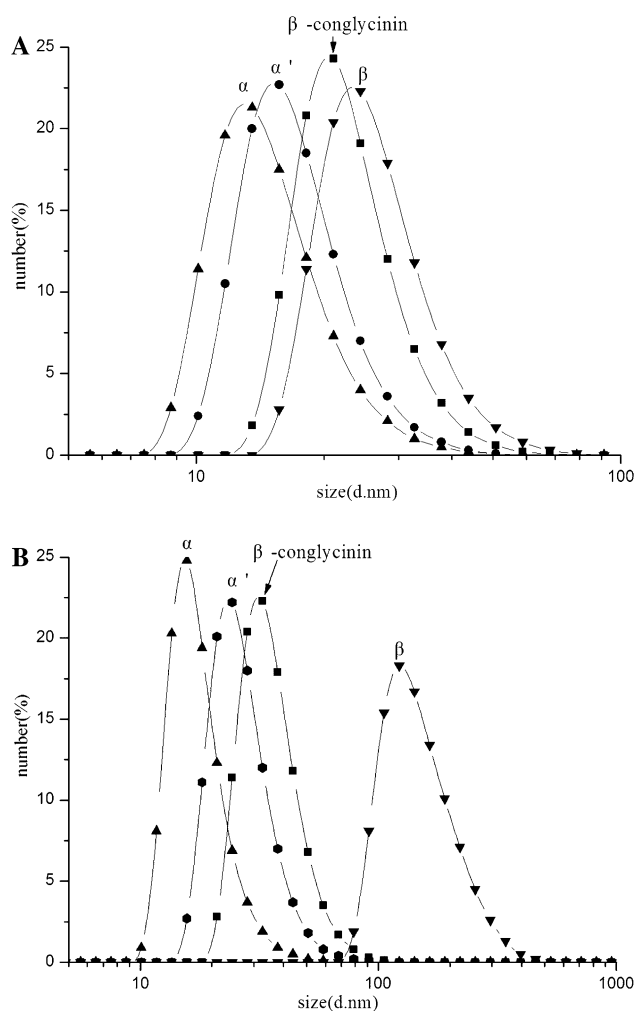 A
β -conglycinin
α
α '
β
25
20
15
10
5
0
number(%)
10
100
size(d.nm)
B
α
β -conglycinin
α '
β
25
20
15
10
5
0
number(%)
10
100
1000
size(d.nm)